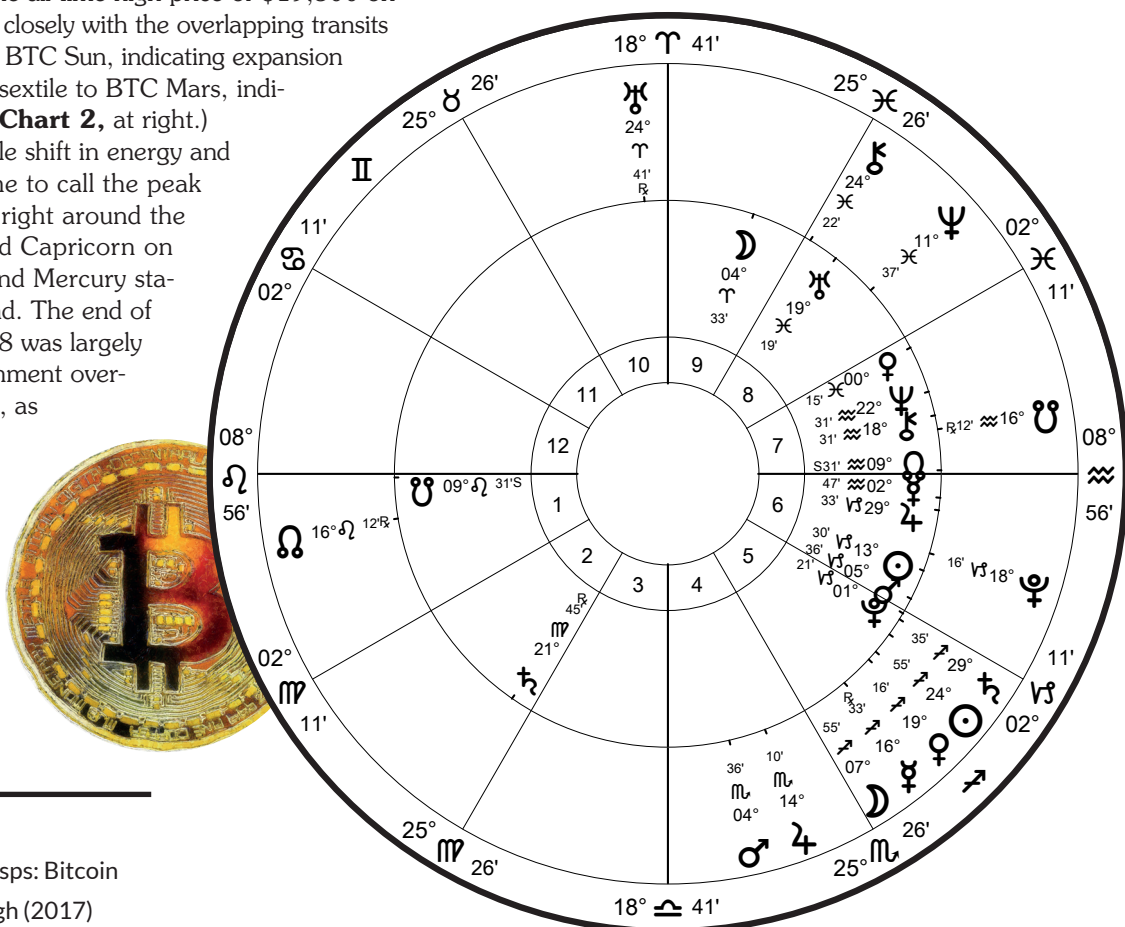 high price of on
closely with the overlapping transits
BTC Sun, indicating expansion
sextile to BTC Mars, indi-
Chart 2, at right.)
le shift in energy and
ne to call the peak
right around the
d Capricorn on
nd Mercury sta-
nd. The end of
8 was largely
nment over-
, as
sps: Bitcoin
gh (2017)
18° ♈ 41'
25° ♓ 26'
02° ♓ 11'
08° ♒ 56'
11' ♑ 02°
♐
26' ♏ 25°
18° ♎ 41'
25° ♍ 26'
02° ♍ 11'
08° ♌ 56'
11' ♋ 02°
♊
25° ♉ 26'
♅ 24° ♈ 41' ℞
⚷ 24° ♓ 22'
♆ 11° ♓ 37'
☽ 04° ♈ 33'
♅ 19° ♓ 19'
15' ♓ 00° ♀
31' ♒ 22° ♆
31' ♒ 18° ⚷
℞ 12' ♒ 16° ☋
S31' ♒ 09° ☊
47' ♒ 02° ☿
33' ♑ 29° ♃
30' ♑ 13° ☉
36' ♑ 05° ♂
21' ♑ 01° ♇
16' ♑ 18° ♇
35' ♐ 29° ♄
55' ♐ 24° ☉
16' ♐ 19° ♀
℞ 33' ♐ 16° ☿
55' ♐ 07° ☽
10' ♏ 14° ♃
36' ♏ 04° ♂
℞ 45' ♍ 21° ♄
☋ 09° ♌ 31' S
☊ 16° ♌ 12' ℞
10 9
11 8
12 7
1 6
2 5
3 4